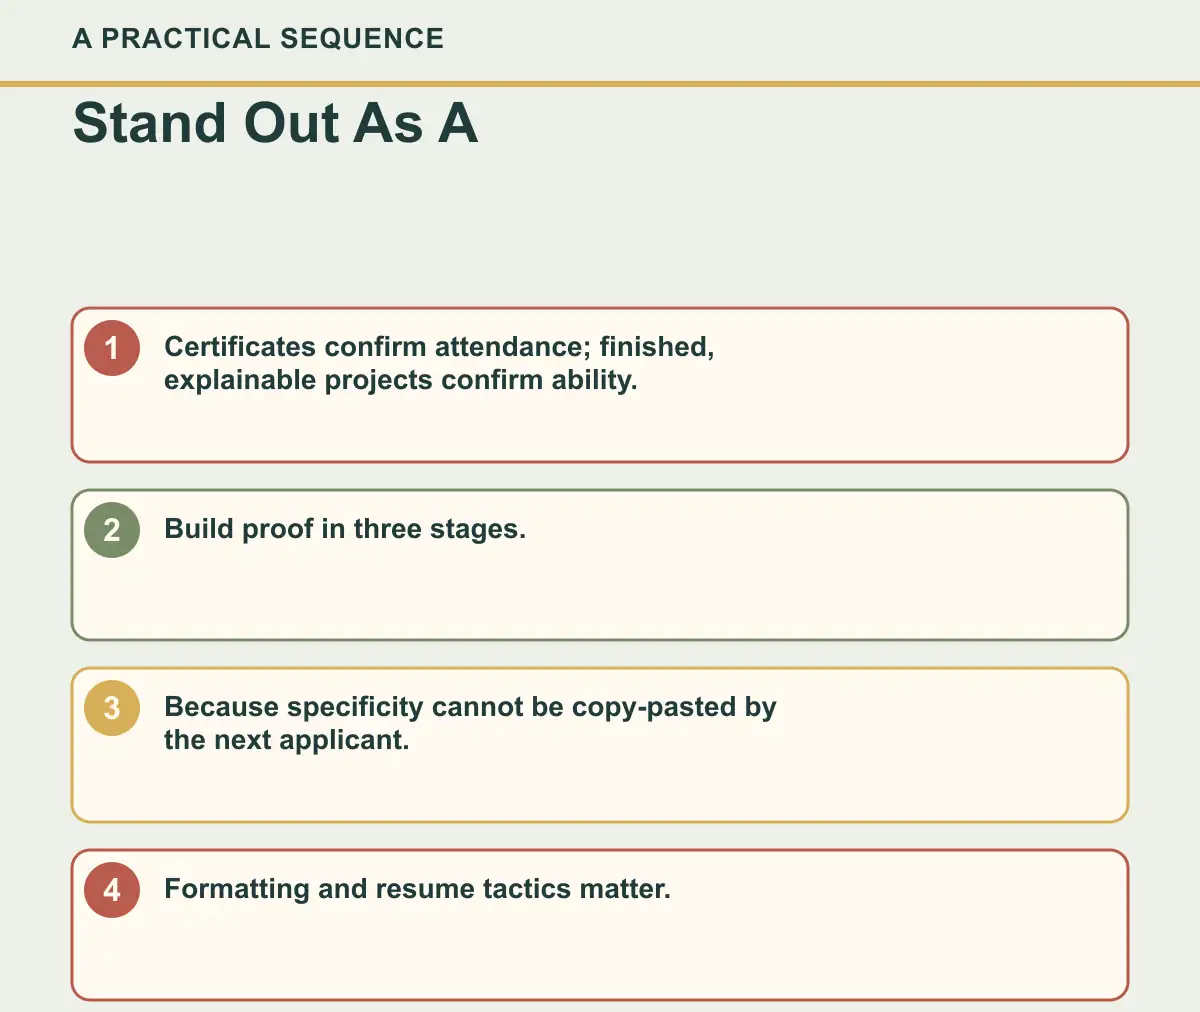 A PRACTICAL SEQUENCE
Stand Out As A
1
Certificates confirm attendance; finished,
explainable projects confirm ability.
2
Build proof in three stages.
3
Because specificity cannot be copy-pasted by
the next applicant.
4
Formatting and resume tactics matter.